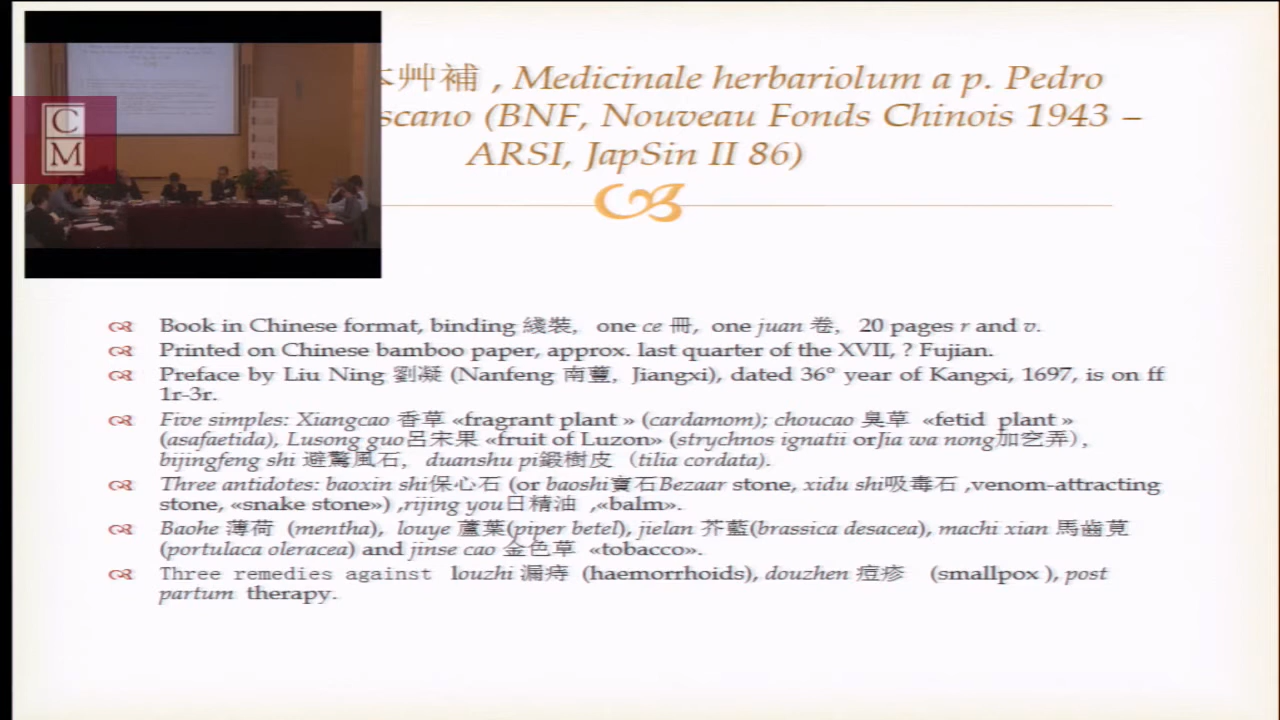 艸補 , Medicinale herbariolum a p. Pedro
scano (BNF, Nouveau Fonds Chinois 1943 –
ARSI, JapSin II 86)
C
M
Book in Chinese format, binding 綫裝, one ce 冊, one juan 卷, 20 pages r and v.
Printed on Chinese bamboo paper, approx. last quarter of the XVII, ? Fujian.
Preface by Liu Ning 劉凝 (Nanfeng 南豐, Jiangxi), dated 36° year of Kangxi, 1697, is on ff
1r-3r.
Five simples: Xiangcao 香草 «fragrant plant » (cardamom); choucao 臭草 «fetid plant »
(asafaetida), Lusong guo呂宋果 «fruit of Luzon» (strychnos ignatii orJia wa nong加穵弄),
bijingfeng shi 避驚風石, duanshu pi鍛樹皮 (tilia cordata).
Three antidotes: baoxin shi保心石 (or baoshi寶石Bezaar stone, xidu shi吸毒石 ,venom-attracting
stone, «snake stone») ,rijing you日精油 ,«balm».
Baohe 薄荷 (mentha), louye 蘆葉(piper betel), jielan 芥藍(brassica desacea), machi xian 馬齒莧
(portulaca oleracea) and jinse cao 金色草 «tobacco».
Three remedies against louzhi 漏痔 (haemorrhoids), douzhen 痘疹 (smallpox ), post
partum therapy.